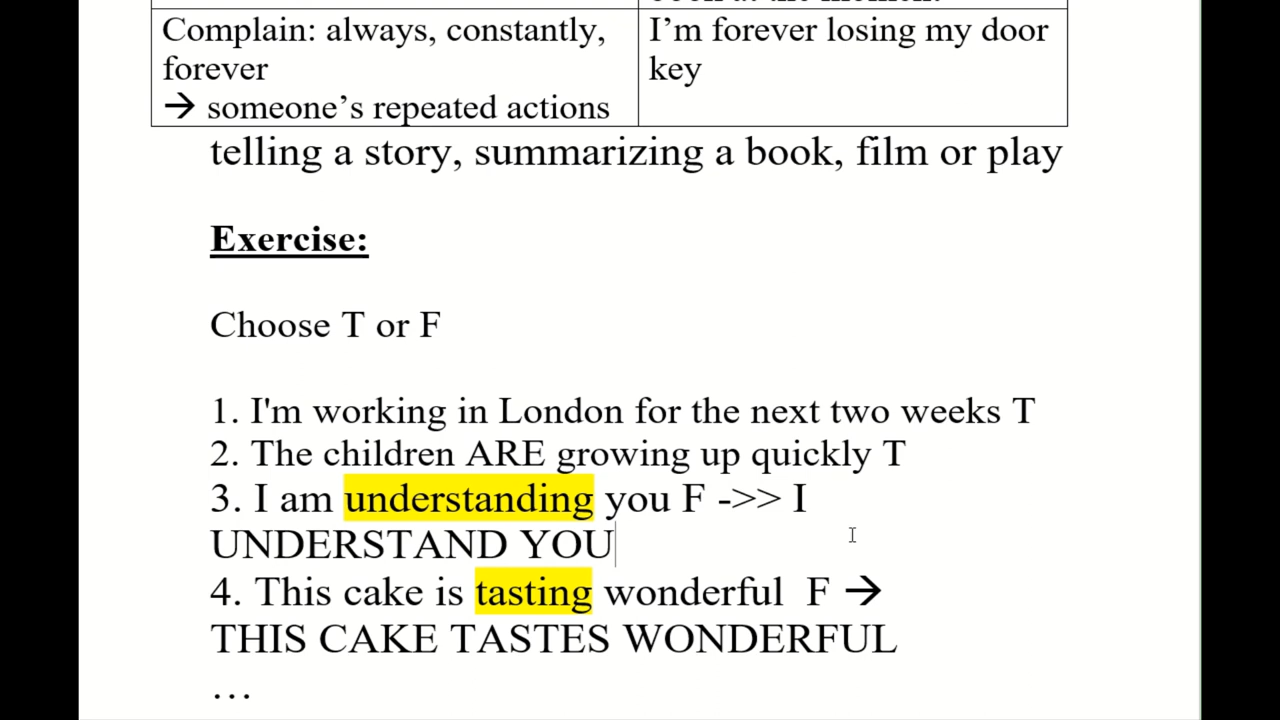 Complain: always, constantly,
forever
→ someone’s repeated actions
I’m forever losing my door
key
telling a story, summarizing a book, film or play
Exercise:
Choose T or F
1. I'm working in London for the next two weeks T
2. The children ARE growing up quickly T
3. I am understanding you F ->> I
UNDERSTAND YOU
4. This cake is tasting wonderful F →
THIS CAKE TASTES WONDERFUL
…